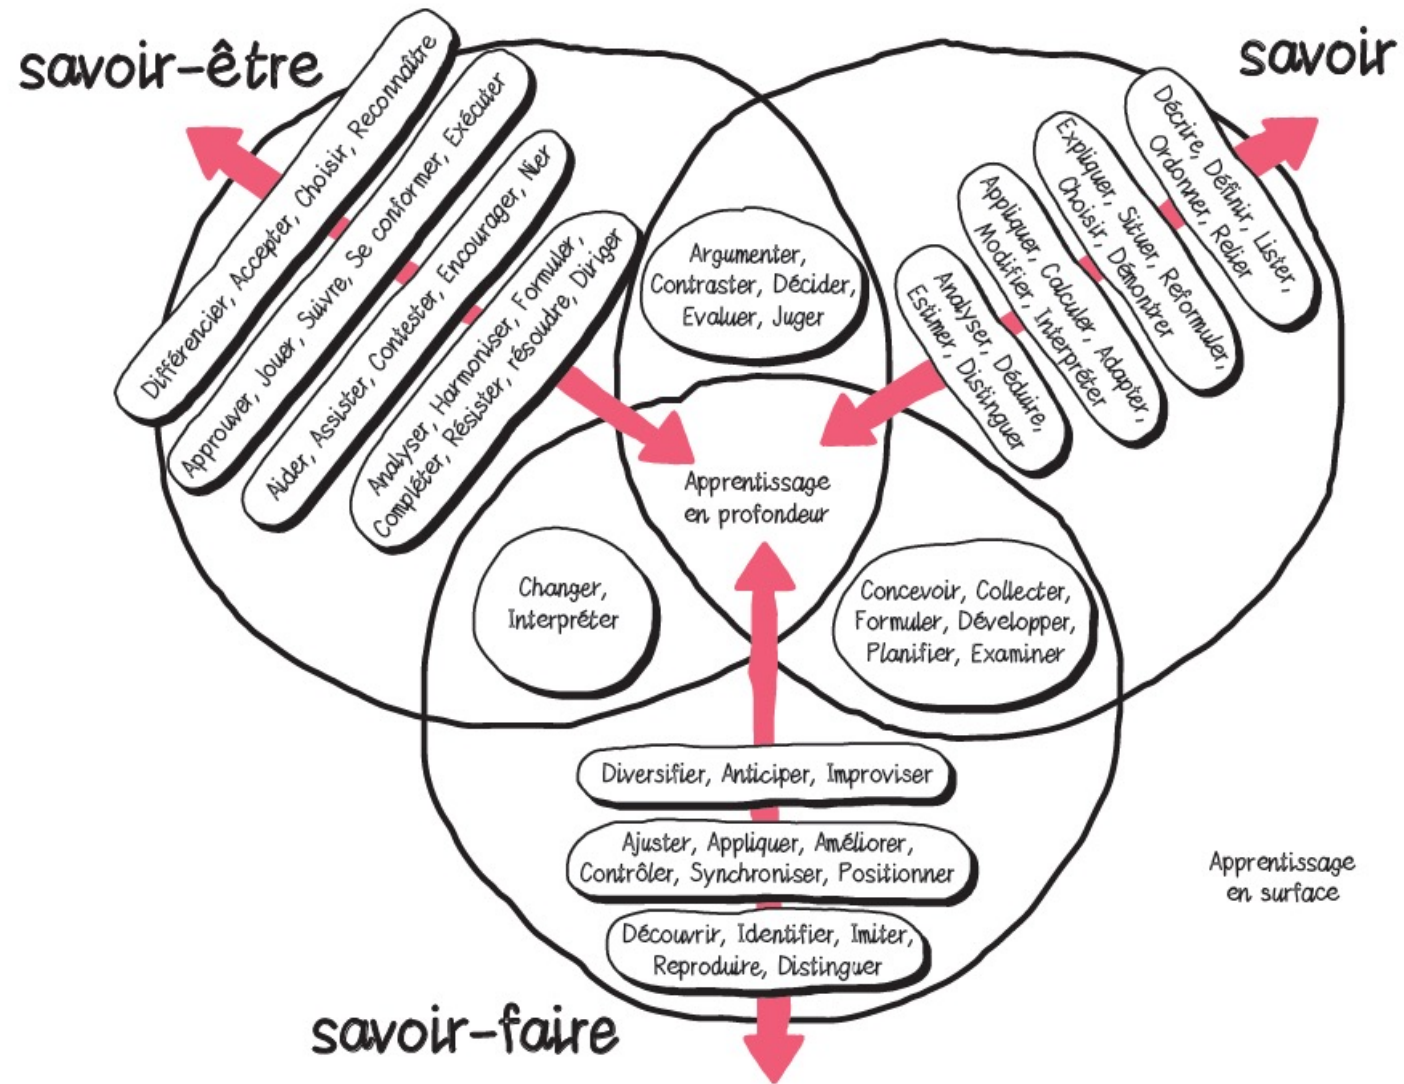 savoir-être
savoir
Différencier, Accepter, Choisir, Reconnaître
Approuver, Jouer, Suivre, Se conformer, Exécuter
Aider, Assister, Contester, Encourager, Nier
Analyser, Harmoniser, Formuler,
Compléter, Résister, résoudre, Diriger
Argumenter,
Contraster, Décider,
Evaluer, Juger
Décrire, Définir, Lister,
Ordonner, Relier
Expliquer, Situer, Reformuler,
Choisir, Démontrer
Appliquer, Calculer, Adapter,
Modifier, Interpréter
Analyser, Déduire,
Estimer, Distinguer
Apprentissage
en profondeur
Changer,
Interpréter
Concevoir, Collecter,
Formuler, Développer,
Planifier, Examiner
Diversifier, Anticiper, Improviser
Ajuster, Appliquer, Améliorer,
Contrôler, Synchroniser, Positionner
Découvrir, Identifier, Imiter,
Reproduire, Distinguer
Apprentissage
en surface
savoir-faire